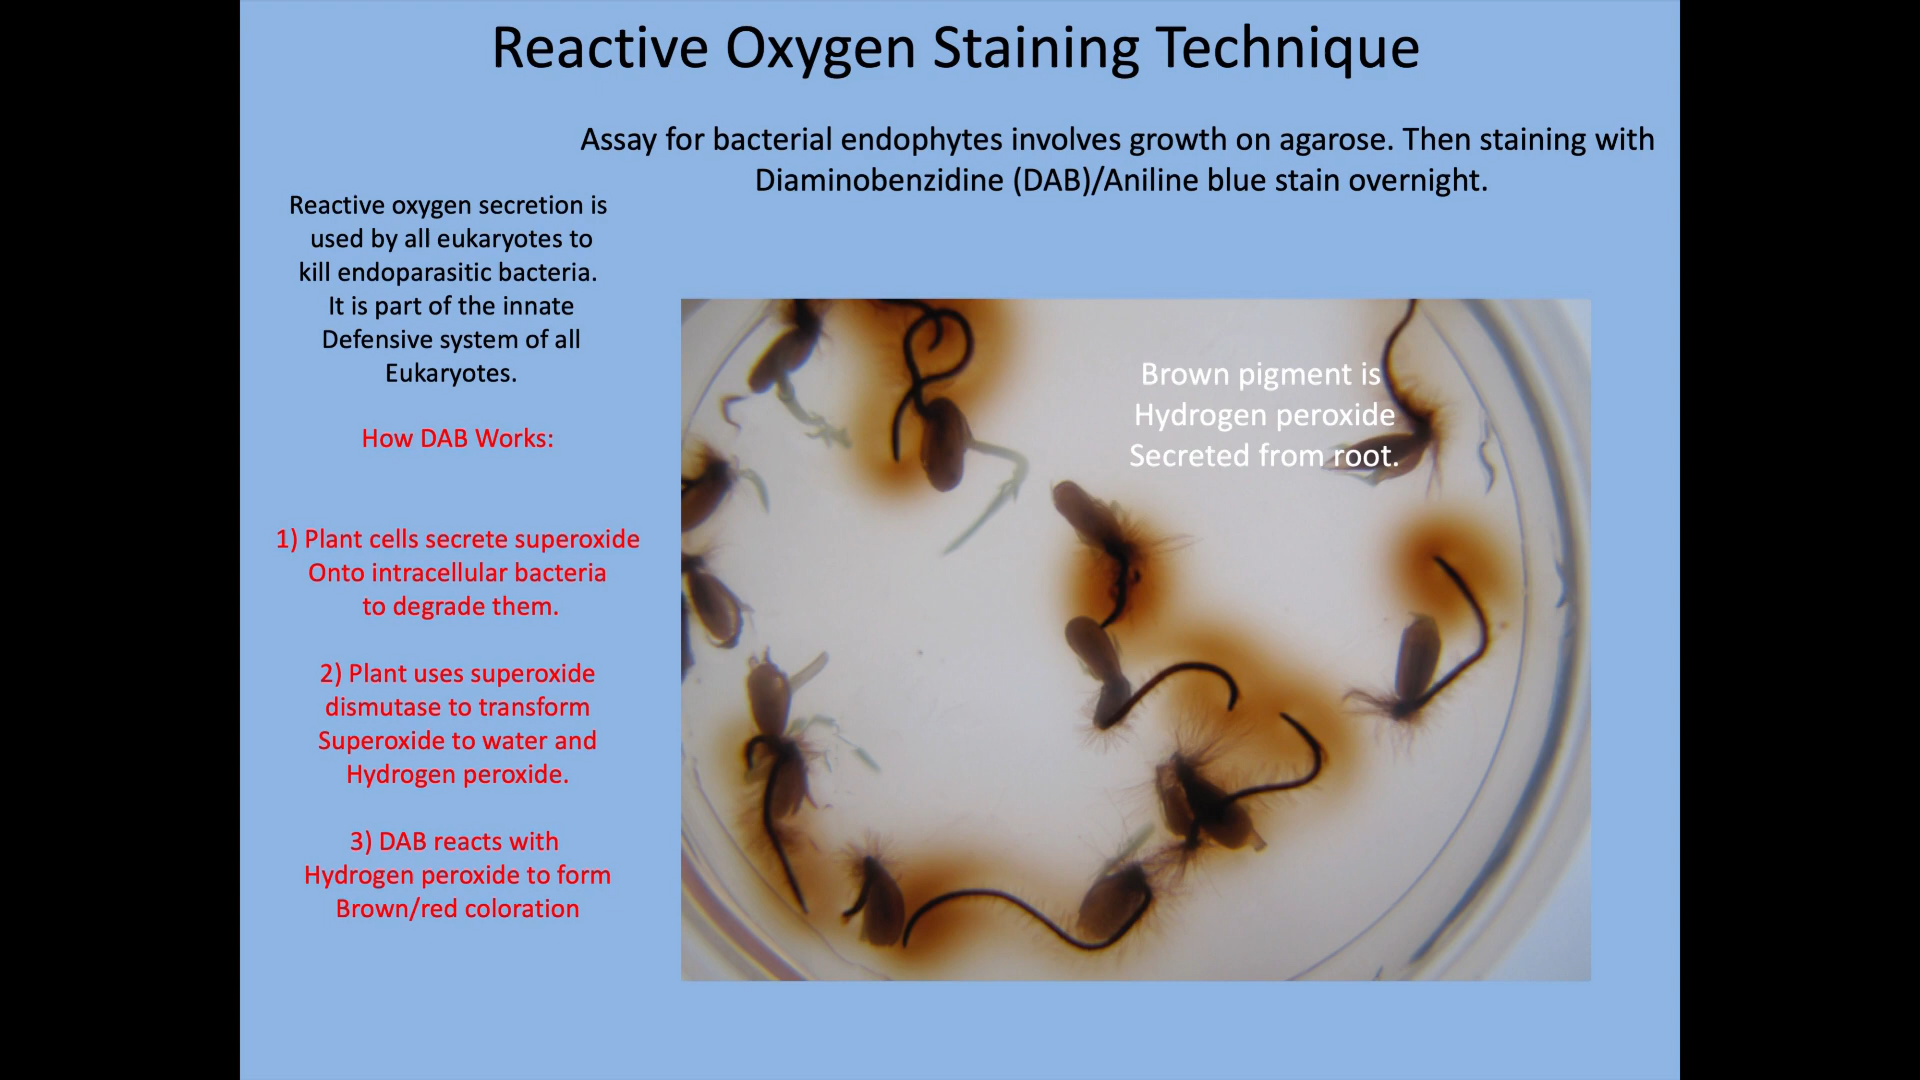 Reactive Oxygen Staining Technique
Assay for bacterial endophytes involves growth on agarose. Then staining with
Diaminobenzidine (DAB)/Aniline blue stain overnight.
Reactive oxygen secretion is
used by all eukaryotes to
kill endoparasitic bacteria.
It is part of the innate
Defensive system of all
Eukaryotes.
How DAB Works:
1) Plant cells secrete superoxide
Onto intracellular bacteria
to degrade them.
2) Plant uses superoxide
dismutase to transform
Superoxide to water and
Hydrogen peroxide.
3) DAB reacts with
Hydrogen peroxide to form
Brown/red coloration
Brown pigment is
Hydrogen peroxide
Secreted from root.